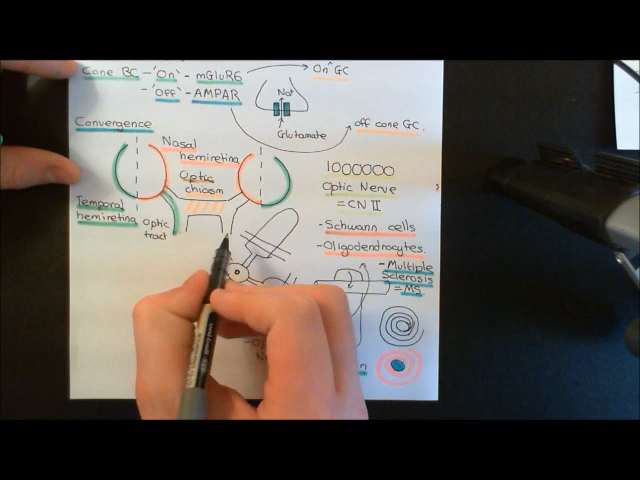 Cone BC - 'On' - mGluR6
On GC
- 'Off' - AMPAR
Na+
Glutamate
off cone GC.
Convergence
Nasal
hemiretina
Optic
chiasm
Temporal
hemiretina
Optic
tract
1000000
Optic Nerve
= CN II
- Schwann cells
- Oligodendrocytes.
- Multiple
Sclerosis
= MS